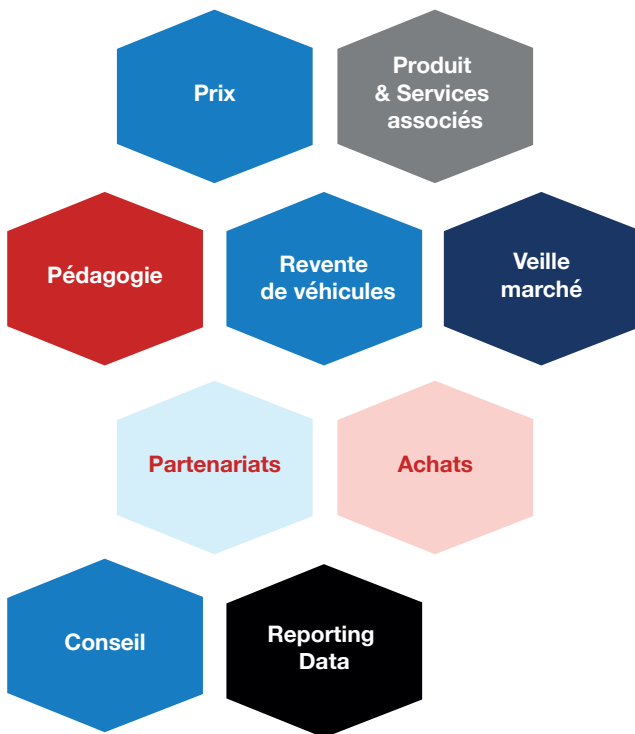 Prix
Produit
& Services
associés
Pédagogie
Revente
de véhicules
Veille
marché
Partenariats
Achats
Conseil
Reporting
Data